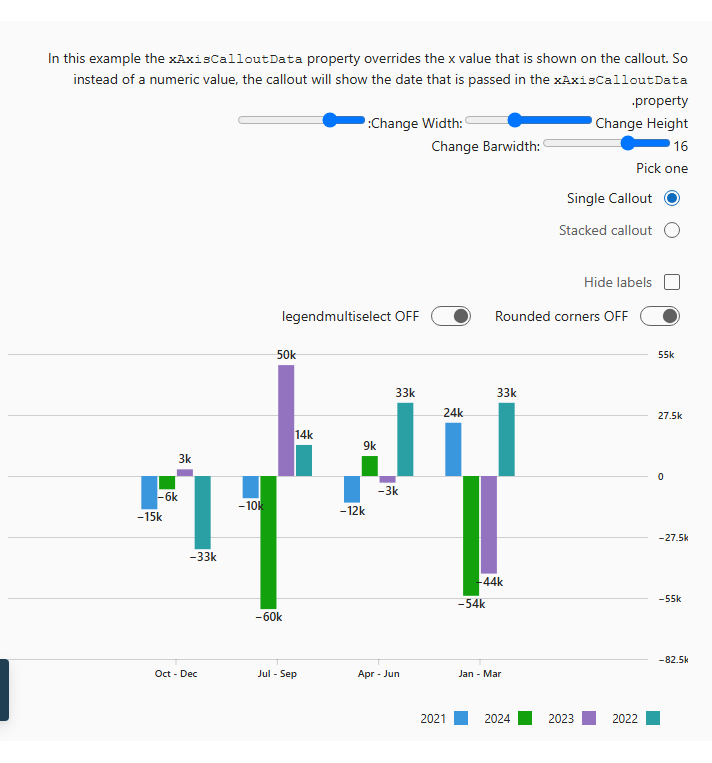 In this example the xAxisCalloutData property overrides the x value that is shown on the callout. So
instead of a numeric value, the callout will show the date that is passed in the xAxisCalloutData
.property
:Change Width: Change Height
Change Barwidth: 16
Pick one
Single Callout
Stacked callout
Hide labels
legendmultiselect OFF Rounded corners OFF
50k 55k
33k 33k
24k 27.5k
14k
9k
3k
0
−6k −10k −3k
−15k −12k
−27.5k
−33k
−44k
−55k
−54k
−60k
−82.5k
Oct - Dec Jul - Sep Apr - Jun Jan - Mar
2021 2024 2023 2022